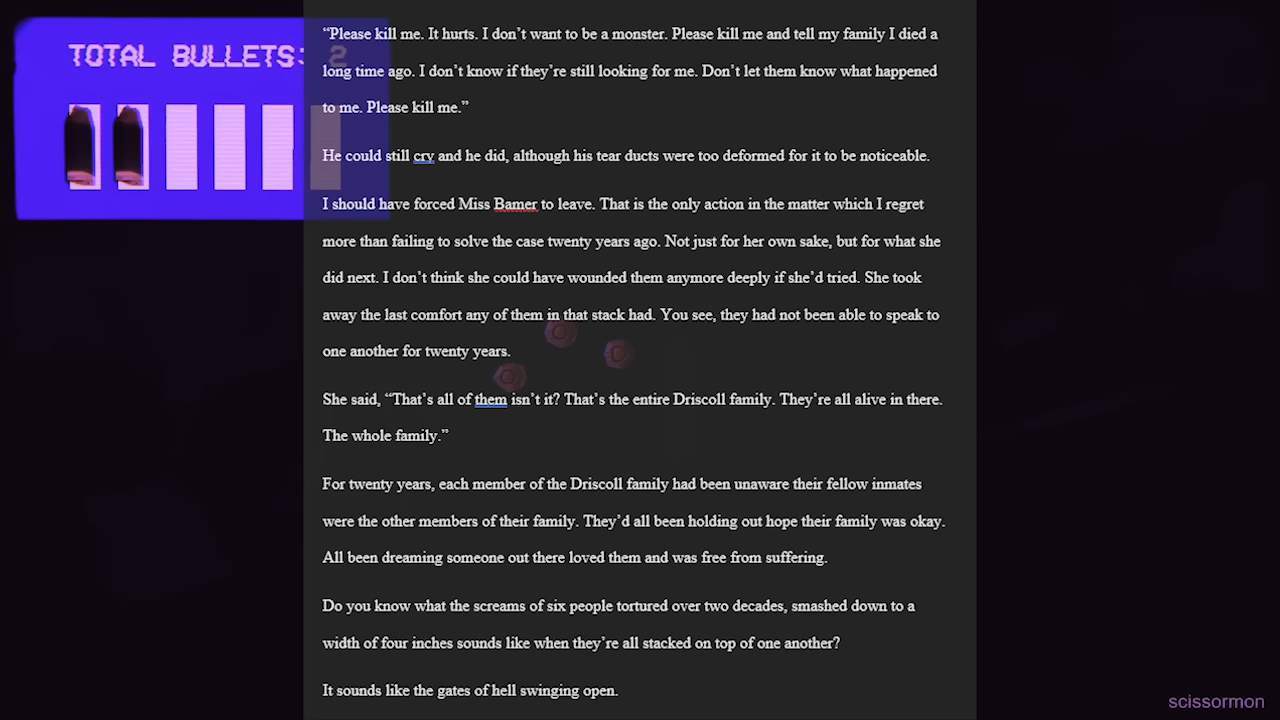 TOTAL BULLETS: 2
“Please kill me. It hurts. I don’t want to be a monster. Please kill me and tell my family I died a
long time ago. I don’t know if they’re still looking for me. Don’t let them know what happened
to me. Please kill me.”
He could still cry and he did, although his tear ducts were too deformed for it to be noticeable.
I should have forced Miss Bamer to leave. That is the only action in the matter which I regret
more than failing to solve the case twenty years ago. Not just for her own sake, but for what she
did next. I don’t think she could have wounded them anymore deeply if she’d tried. She took
away the last comfort any of them in that stack had. You see, they had not been able to speak to
one another for twenty years.
She said, “That’s all of them isn’t it? That’s the entire Driscoll family. They’re all alive in there.
The whole family.”
For twenty years, each member of the Driscoll family had been unaware their fellow inmates
were the other members of their family. They’d all been holding out hope their family was okay.
All been dreaming someone out there loved them and was free from suffering.
Do you know what the screams of six people tortured over two decades, smashed down to a
width of four inches sounds like when they’re all stacked on top of one another?
It sounds like the gates of hell swinging open.
scissormon